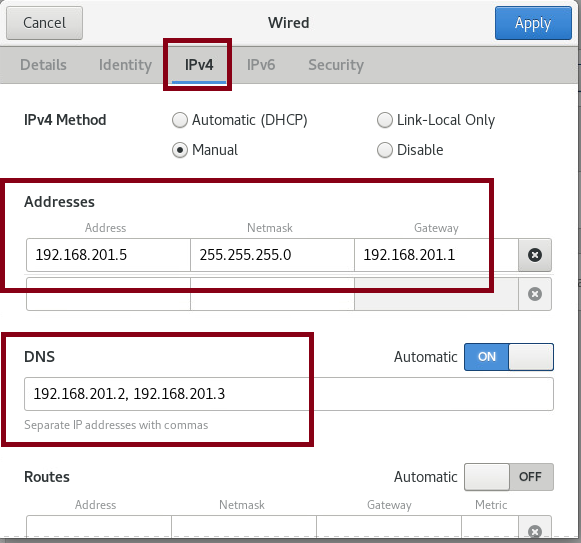 Cancel Wired Apply
Details Identity IPv4 IPv6 Security
IPv4 Method Automatic (DHCP) Link-Local Only
Manual Disable
Addresses
Address Netmask Gateway
192.168.201.5 255.255.255.0 192.168.201.1
DNS Automatic ON
192.168.201.2, 192.168.201.3
Separate IP addresses with commas
Routes Automatic OFF
Address Netmask Gateway Metric